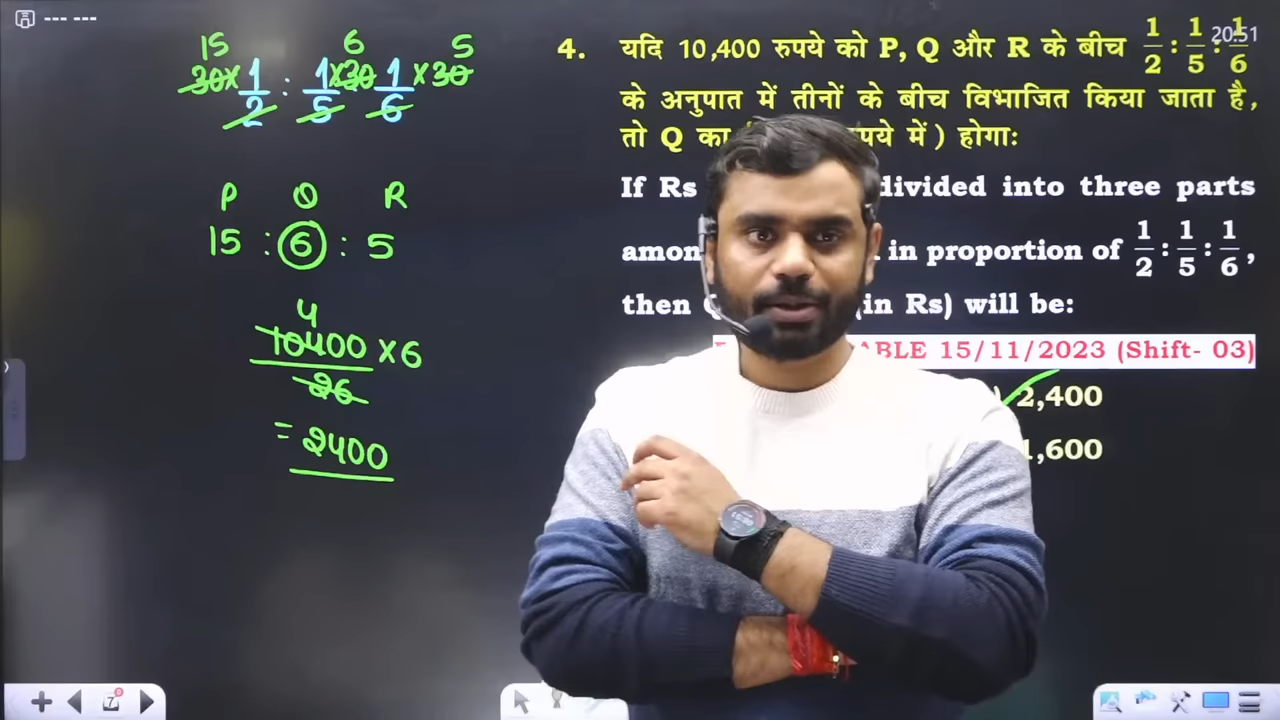 20:51
15 6 5
30× 1/2 : 1/5 ×30 1/6 ×30
P Q R
15 : 6 : 5
4
10400 × 6
26
= 2400
4. यदि 10,400 रुपये को P, Q और R के बीच 1/2 : 1/5 : 1/6
के अनुपात में तीनों के बीच विभाजित किया जाता है,
तो Q का में ) होगाः
If Rs divided into three parts
in proportion of 1/2 : 1/5 : 1/6 ,
then (in Rs) will be:
15/11/2023 (Shift- 03)
2,400
1,600